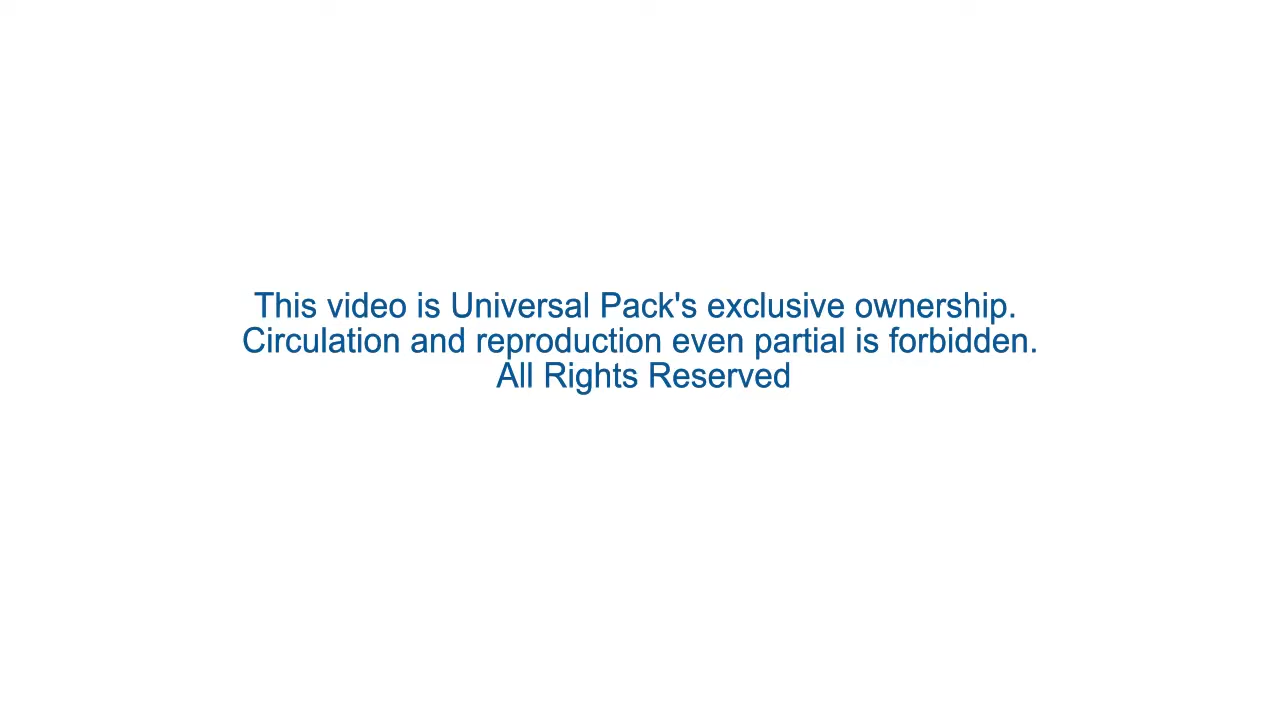 This video is Universal Pack's exclusive ownership.
Circulation and reproduction even partial is forbidden.
All Rights Reserved